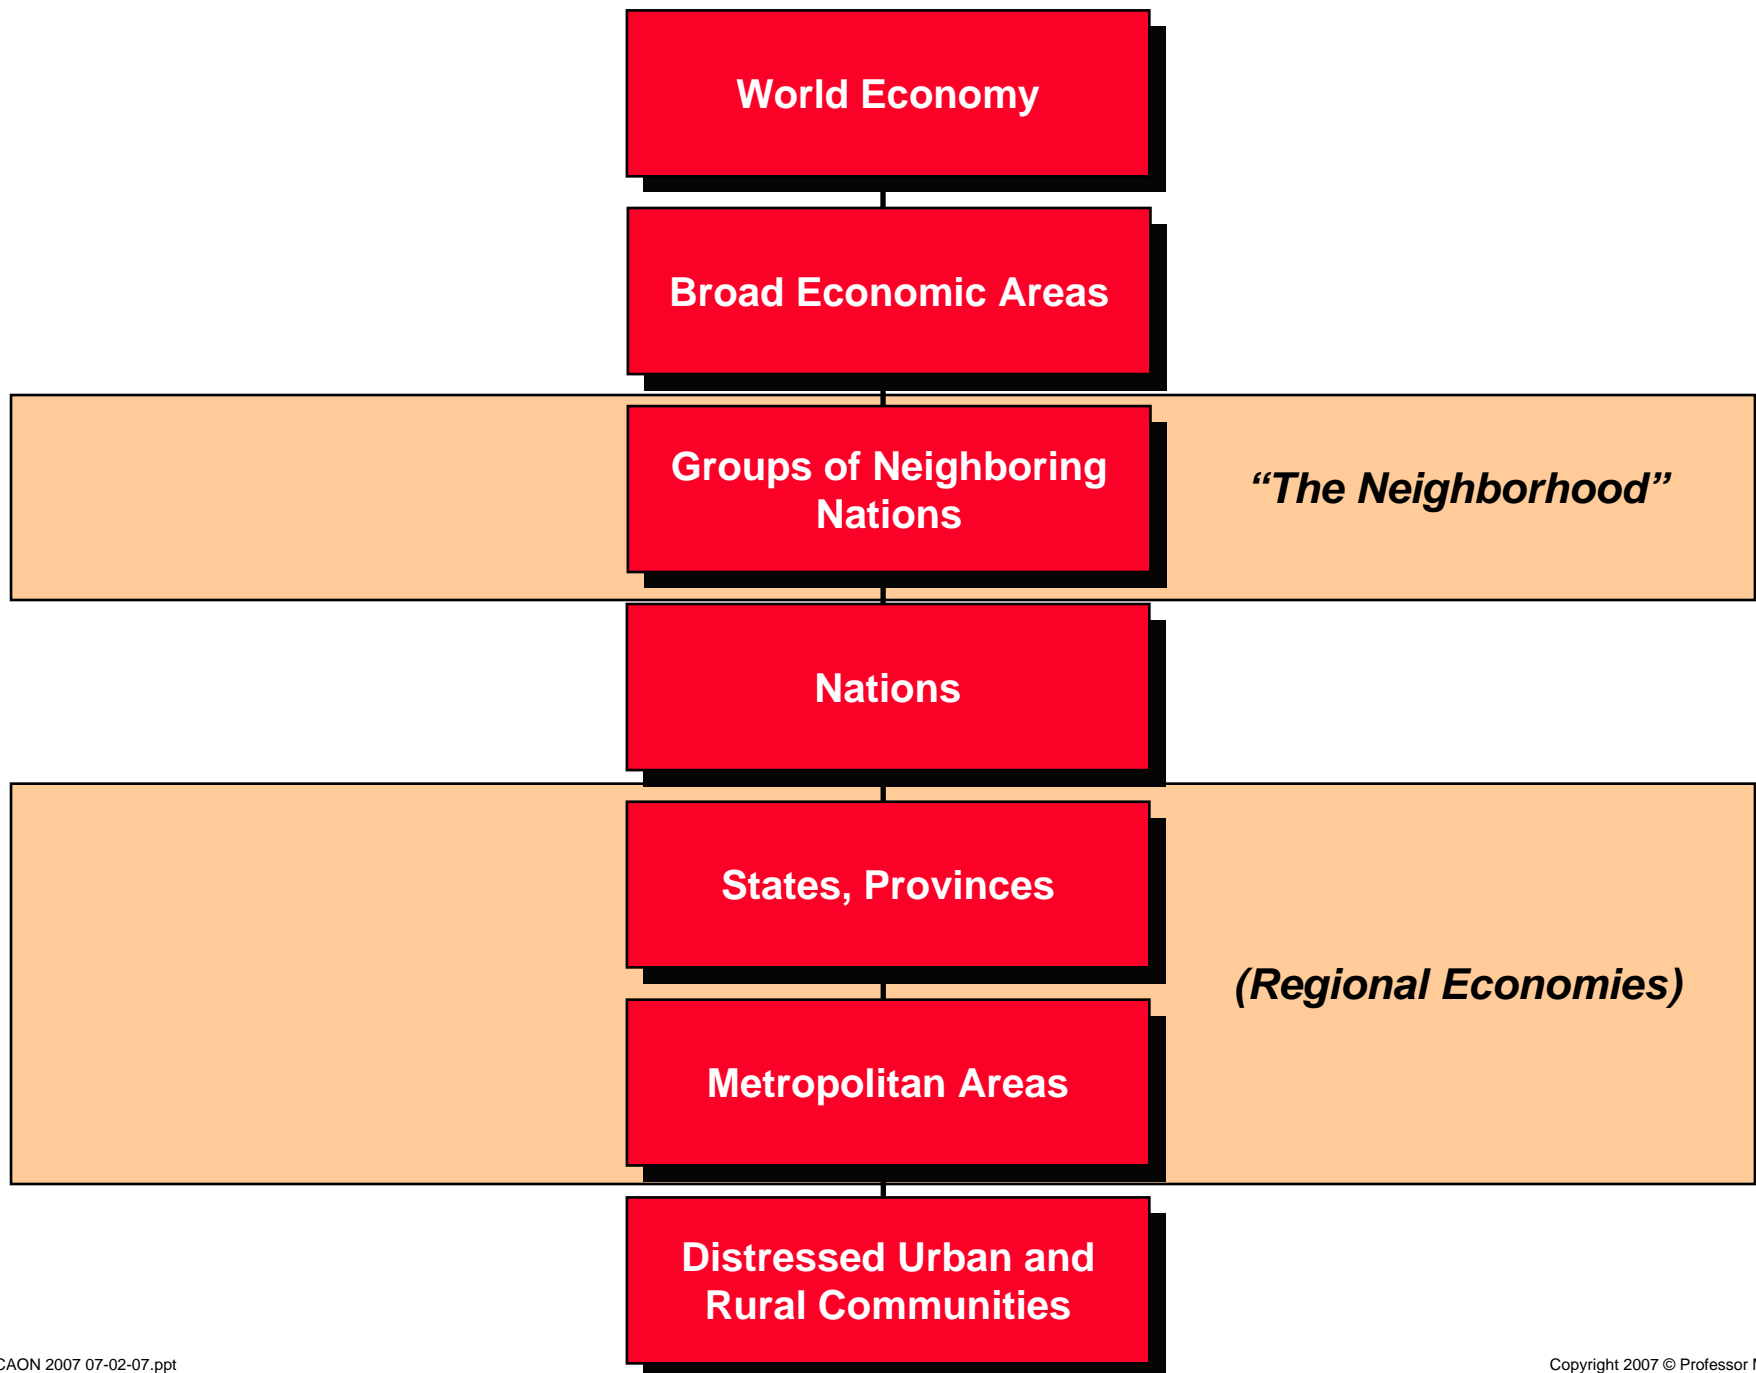 World Economy
Broad Economic Areas
Groups of Neighboring
Nations
“The Neighborhood”
Nations
States, Provinces
(Regional Economies)
Metropolitan Areas
Distressed Urban and
Rural Communities
CAON 2007 07-02-07.ppt
Copyright 2007 © Professor